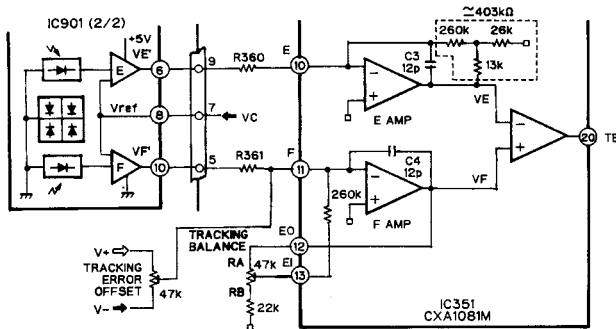 IC901 (2/2)
≃403kΩ
+5V
VE'
E
6
9
R360
E
10
260k
26k
C3
12p
13k
VE
E AMP
Vref
8
7
VC
VF'
F
10
5
R361
F
11
C4
12p
260k
VF
F AMP
20
TE
TRACKING
BALANCE
EO
12
V+
TRACKING
ERROR
OFFSET
47k
V-
RA
47k
EI
13
RB
22k
IC351
CXA1081M